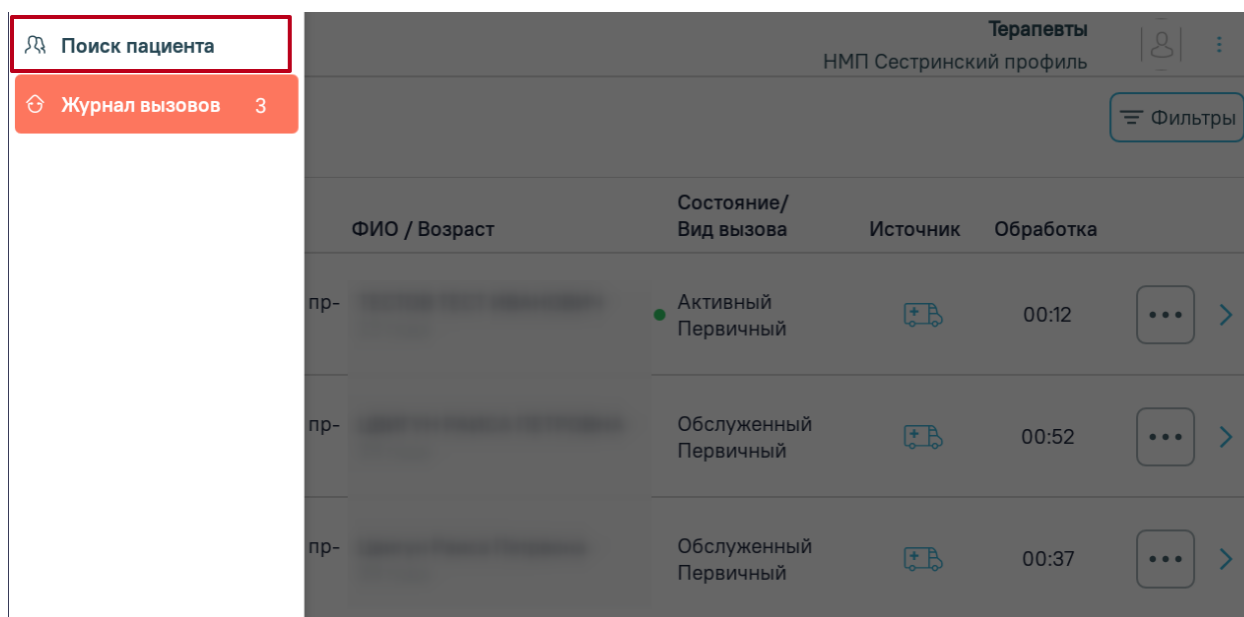 Поиск пациента
Журнал вызовов 3
Терапевты
НМП Сестринский профиль
Фильтры
ФИО / Возраст
Состояние/
Вид вызова
Источник
Обработка
пр-
Активный
Первичный
00:12
пр-
Обслуженный
Первичный
00:52
пр-
Обслуженный
Первичный
00:37